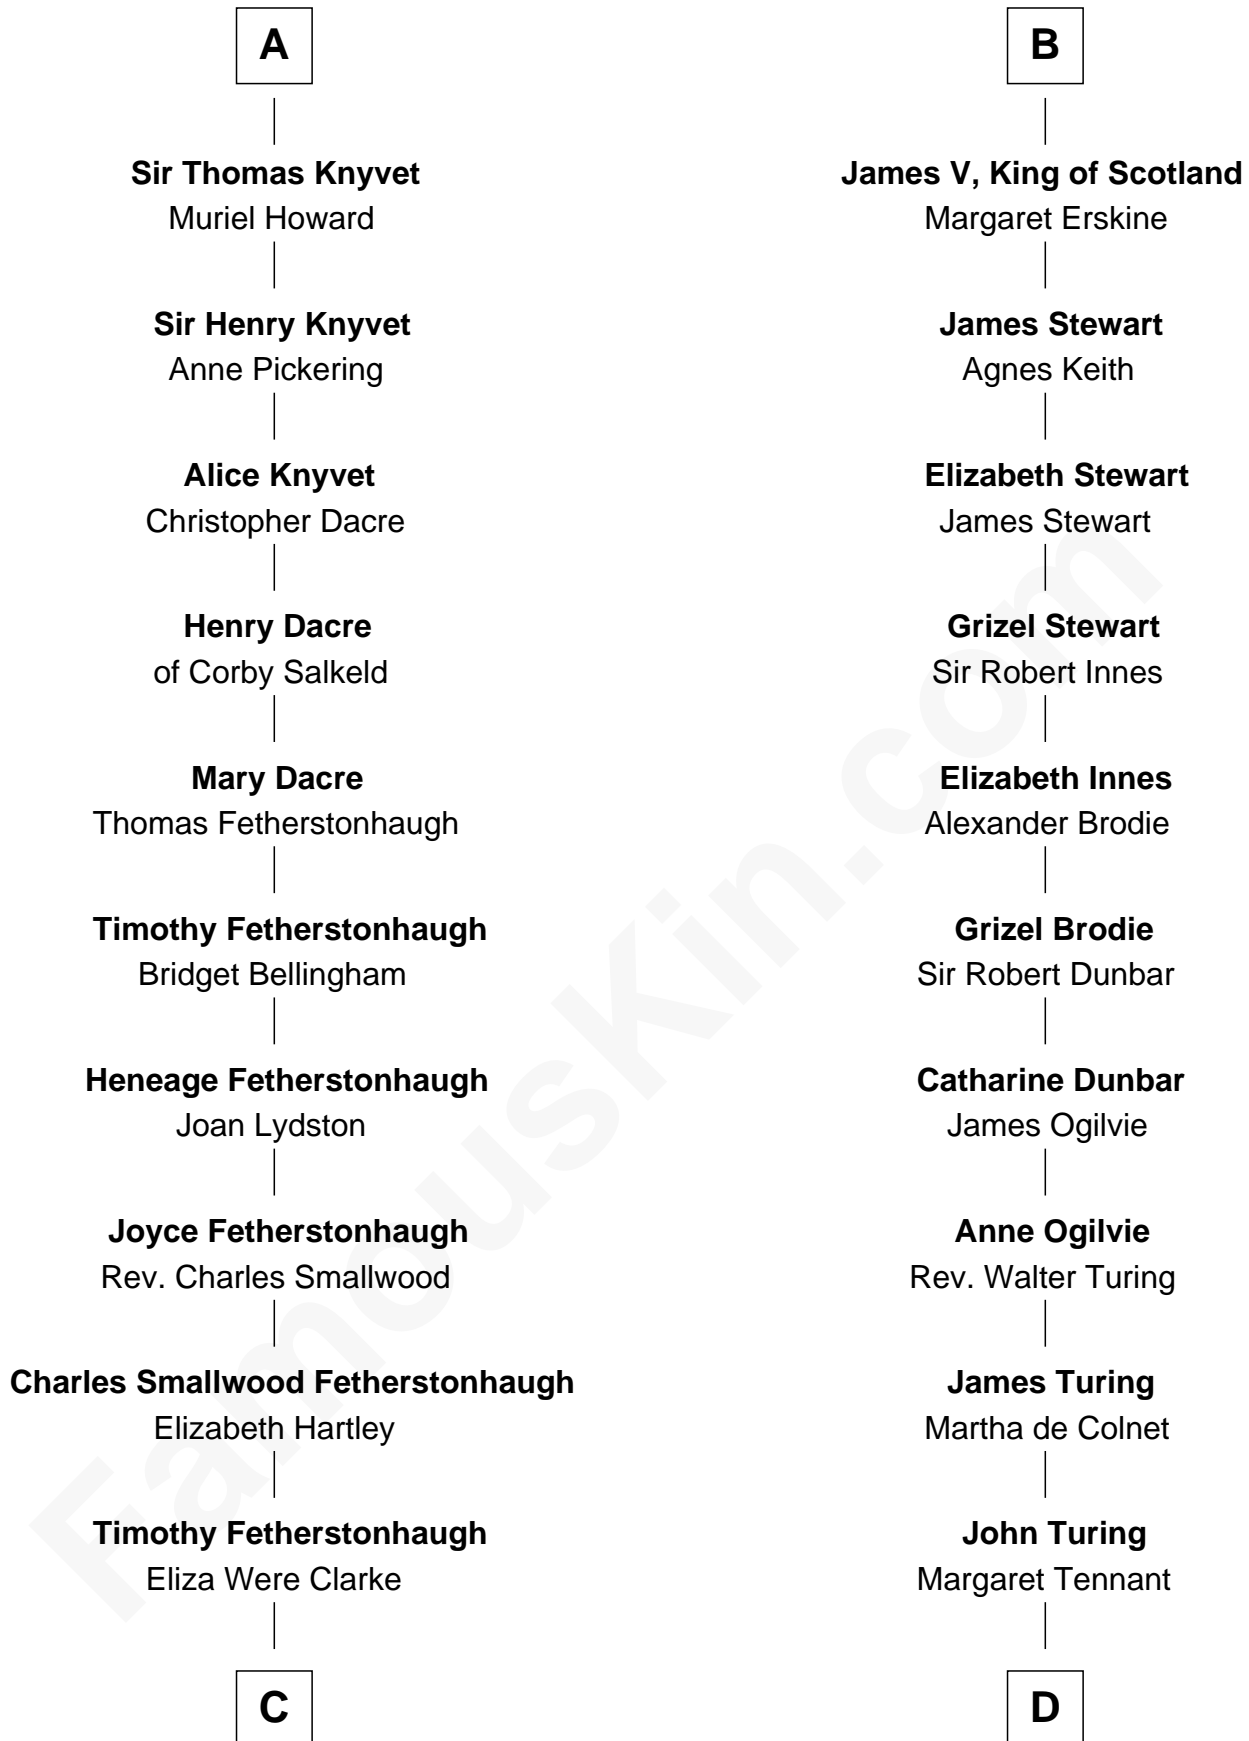 A
Sir Thomas Knyvet
Muriel Howard
Sir Henry Knyvet
Anne Pickering
Alice Knyvet
Christopher Dacre
Henry Dacre
of Corby Salkeld
Mary Dacre
Thomas Fetherstonhaugh
Timothy Fetherstonhaugh
Bridget Bellingham
Heneage Fetherstonhaugh
Joan Lydston
Joyce Fetherstonhaugh
Rev. Charles Smallwood
Charles Smallwood Fetherstonhaugh
Elizabeth Hartley
Timothy Fetherstonhaugh
Eliza Were Clarke
C
B
James V, King of Scotland
Margaret Erskine
James Stewart
Agnes Keith
Elizabeth Stewart
James Stewart
Grizel Stewart
Sir Robert Innes
Elizabeth Innes
Alexander Brodie
Grizel Brodie
Sir Robert Dunbar
Catharine Dunbar
James Ogilvie
Anne Ogilvie
Rev. Walter Turing
James Turing
Martha de Colnet
John Turing
Margaret Tennant
D
FamousKin.com